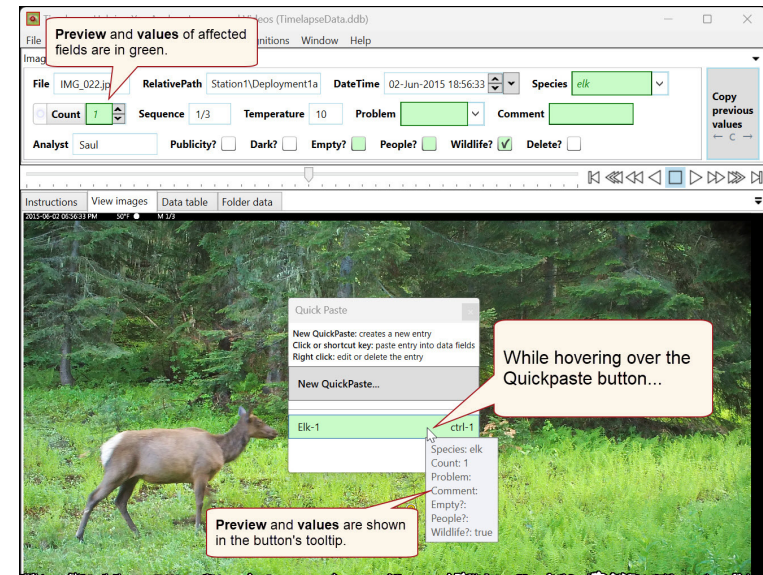 (TimelapseData.ddb)
Preview and values of affected
fields are in green.
File
Window Help
File IMG_022.jp RelativePath Station1\Deployment1a DateTime 02-Jun-2015 18:56:33 Species elk
Count 1 Sequence 1/3 Temperature 10 Problem Comment
Analyst Saul Publicity? Dark? Empty? People? Wildlife? Delete?
Copy
previous
values
← C →
Instructions View images Data table Folder data
2015-06-02 06:56:33 PM 50°F M 1/3
Quick Paste
New QuickPaste: creates a new entry
Click or shortcut key: paste entry into data fields
Right click: edit or delete the entry
New QuickPaste...
While hovering over the
Quickpaste button...
Elk-1 ctrl-1
Species: elk
Count: 1
Problem:
Comment:
Empty?:
People?:
Wildlife?: true
Preview and values are shown
in the button's tooltip.